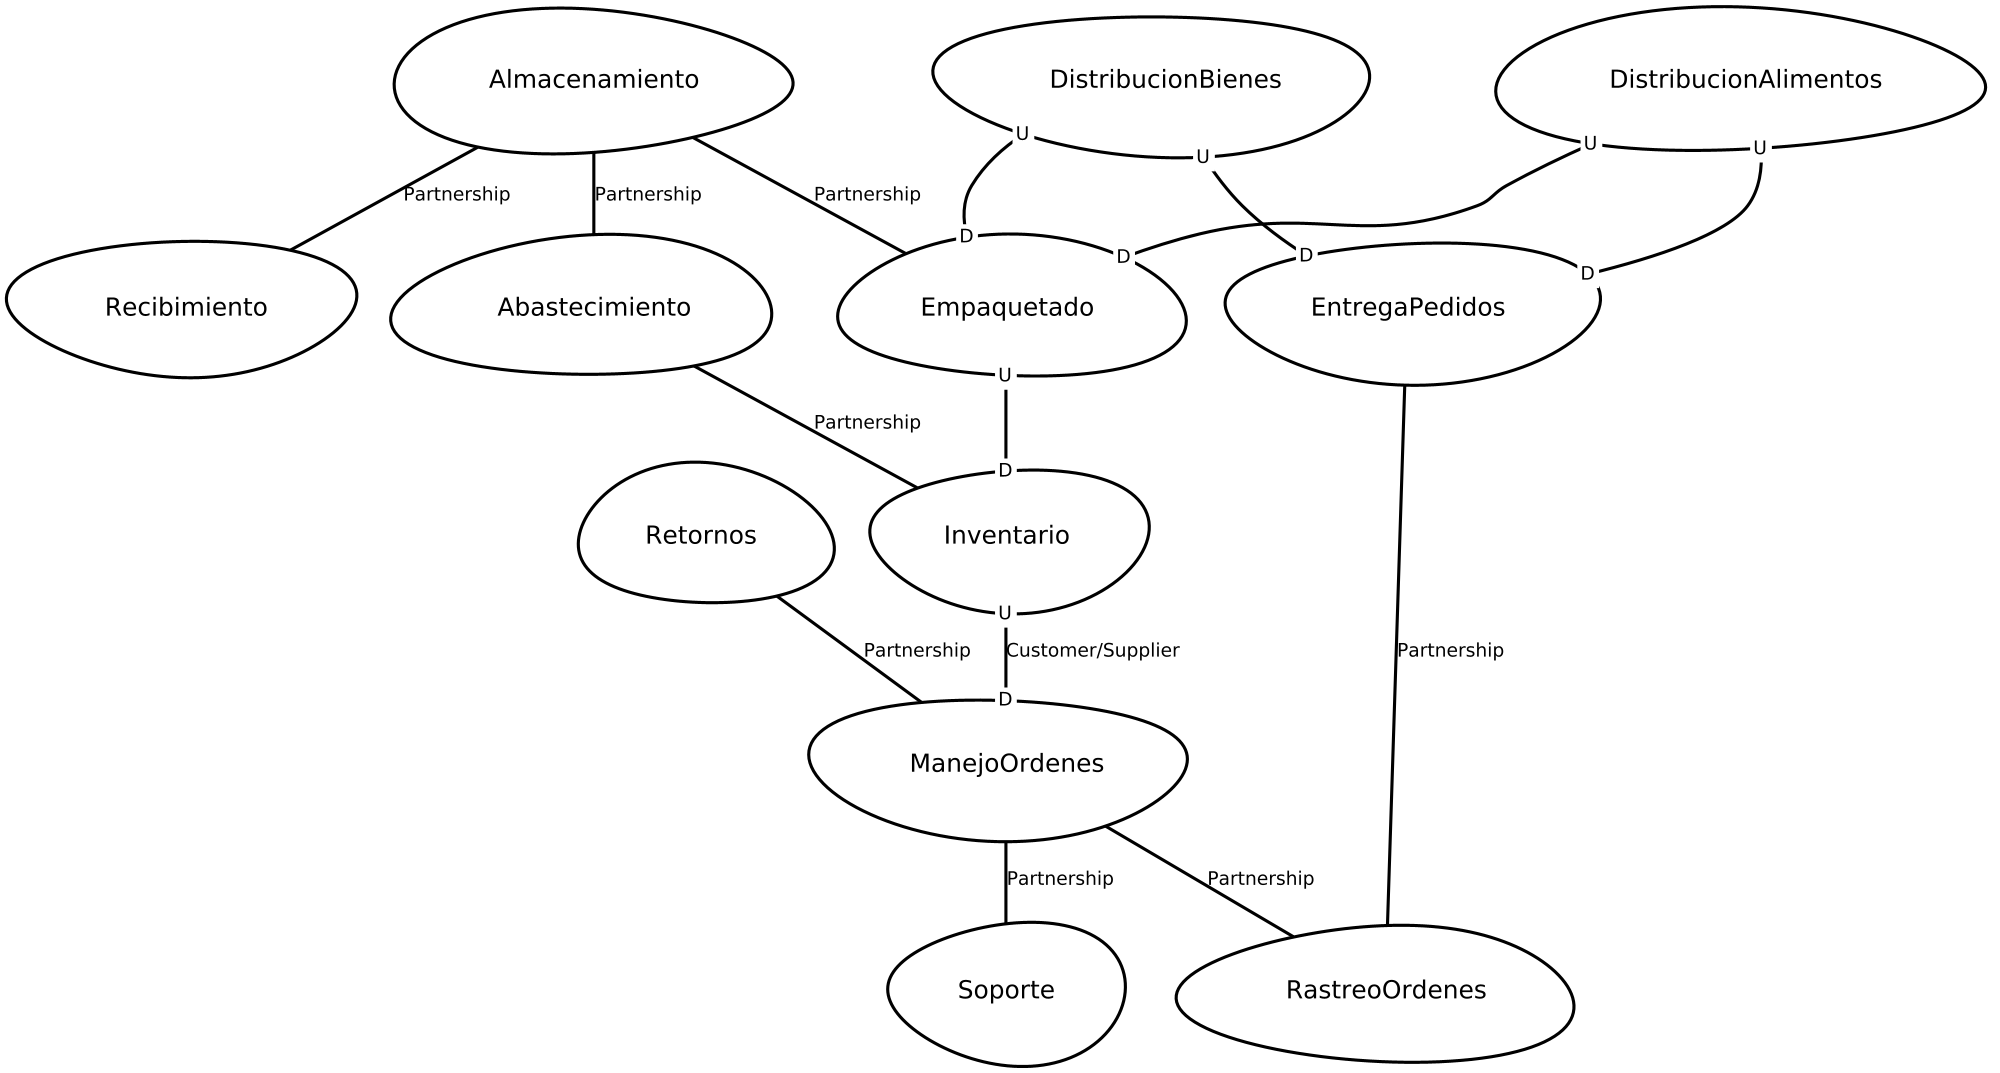 Almacenamiento
DistribucionBienes
DistribucionAlimentos
U
U
U
U
Partnership
Partnership
Partnership
D
D
D
D
Recibimiento
Abastecimiento
Empaquetado
EntregaPedidos
U
Partnership
D
Retornos
Inventario
U
Partnership
Customer/Supplier
Partnership
D
ManejoOrdenes
Partnership
Partnership
Soporte
RastreoOrdenes